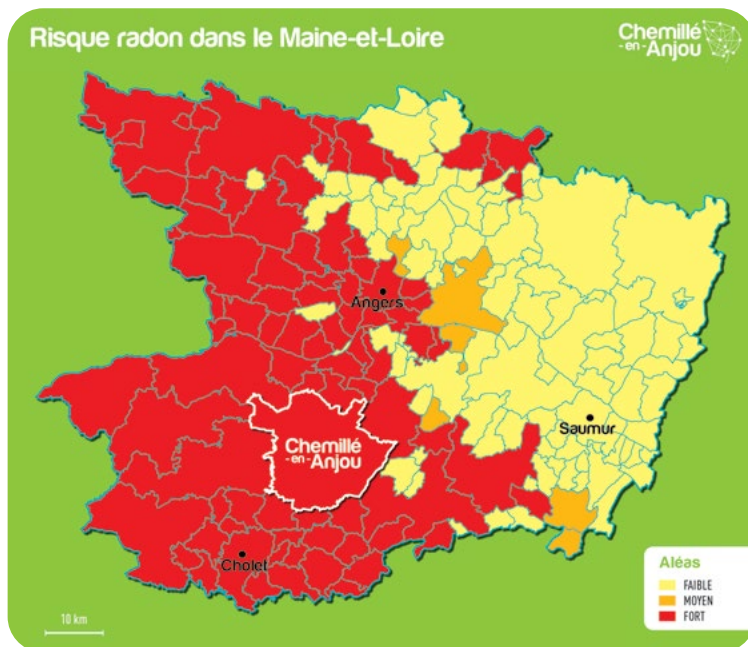 Risque radon dans le Maine-et-Loire
Chemillé
-en-
Anjou
Angers
Saumur
Chemillé
-en-
Anjou
Cholet
10 km
Aléas
FAIBLE
MOYEN
FORT